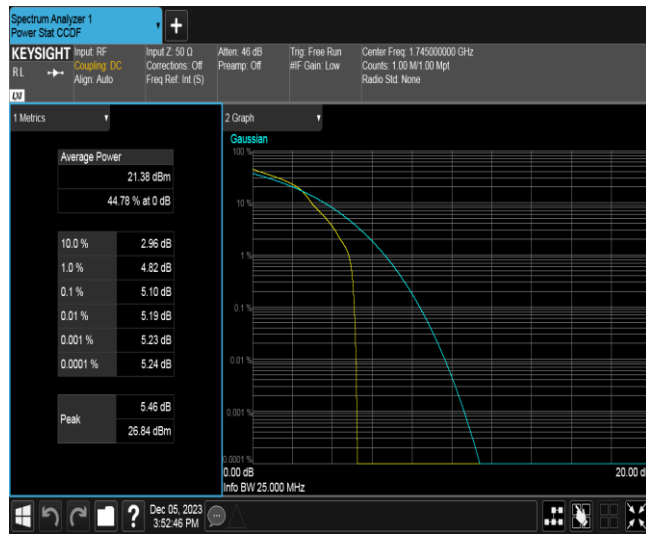 Spectrum Analyzer 1
Power Stat CCDF
KEYSIGHT
RL
LXI
Input: RF
Coupling: DC
Align: Auto
Input Z: 50 Ω
Corrections: Off
Freq Ref: Int (S)
Atten: 46 dB
Preamp: Off
Trig: Free Run
#IF Gain: Low
Center Freq: 1.745000000 GHz
Counts: 1.00 M/1.00 Mpt
Radio Std: None
1 Metrics
Average Power
21.38 dBm
44.78 % at 0 dB
10.0 % 2.96 dB
1.0 % 4.82 dB
0.1 % 5.10 dB
0.01 % 5.19 dB
0.001 % 5.23 dB
0.0001 % 5.24 dB
Peak
5.46 dB
26.84 dBm
2 Graph
Gaussian
100 %
10 %
1 %
0.1 %
0.01 %
0.001 %
0.0001 %
0.00 dB
20.00 d
Info BW 25.000 MHz
?
Dec 05, 2023
3:52:46 PM